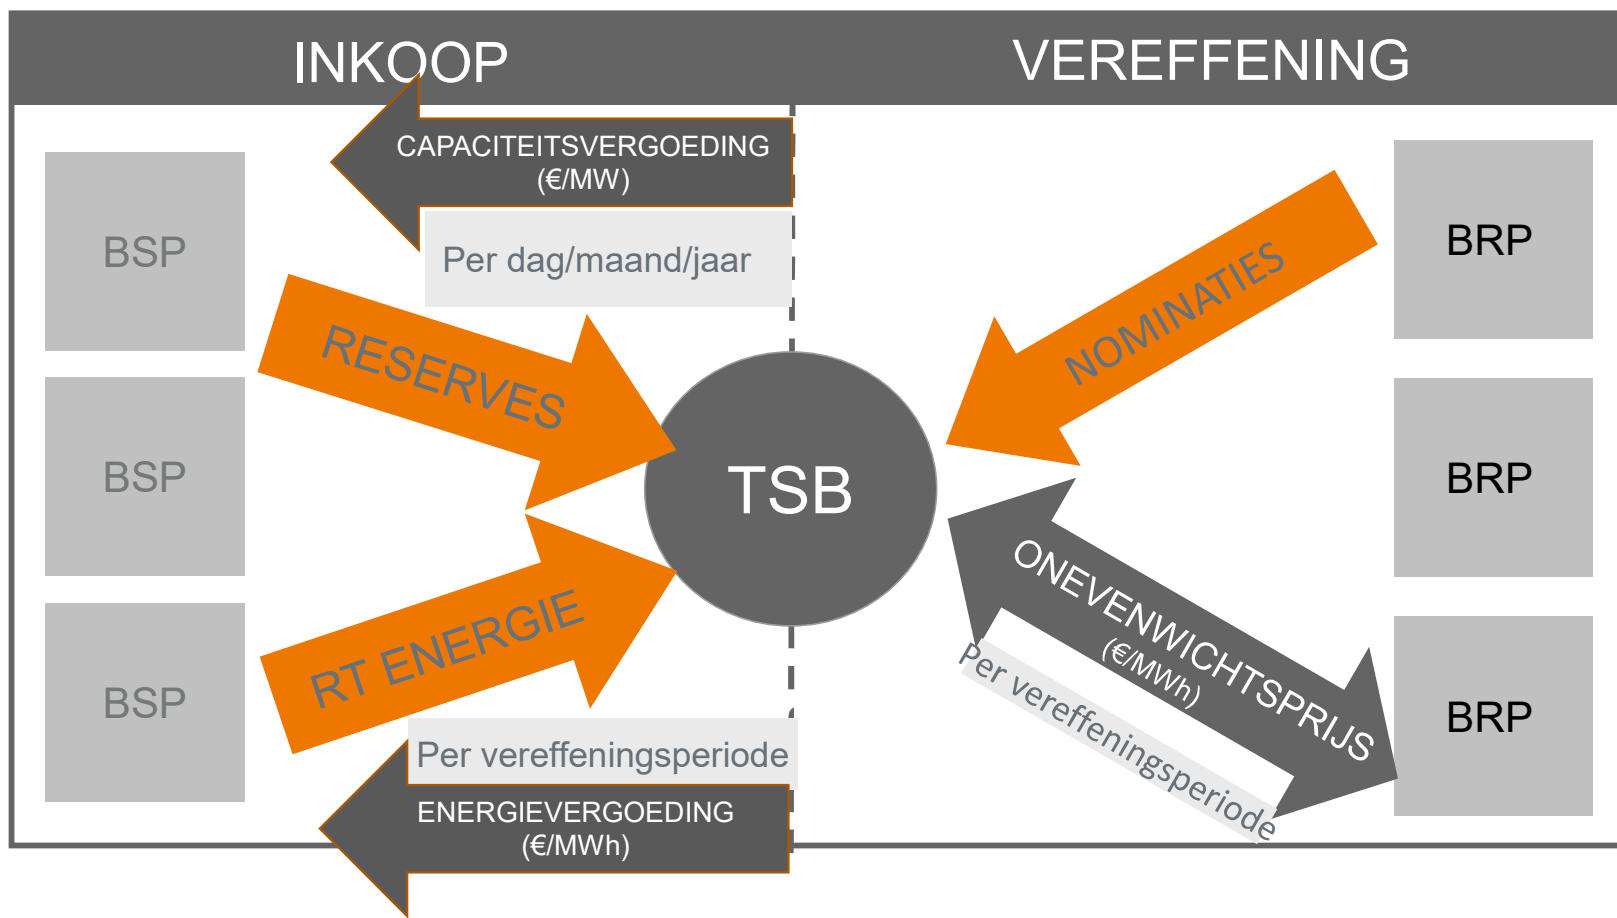 INKOOP
VEREFFENING
CAPACITEITSVERGOEDING
(€/MW)
Per dag/maand/jaar
BSP
BSP
BSP
RESERVES
RT ENERGIE
Per vereffeningsperiode
ENERGIEVERGOEDING
(€/MWh)
TSB
NOMINATIES
ONEVENWICHTSPRIJS
(€/MWh)
Per vereffeningsperiode
BRP
BRP
BRP